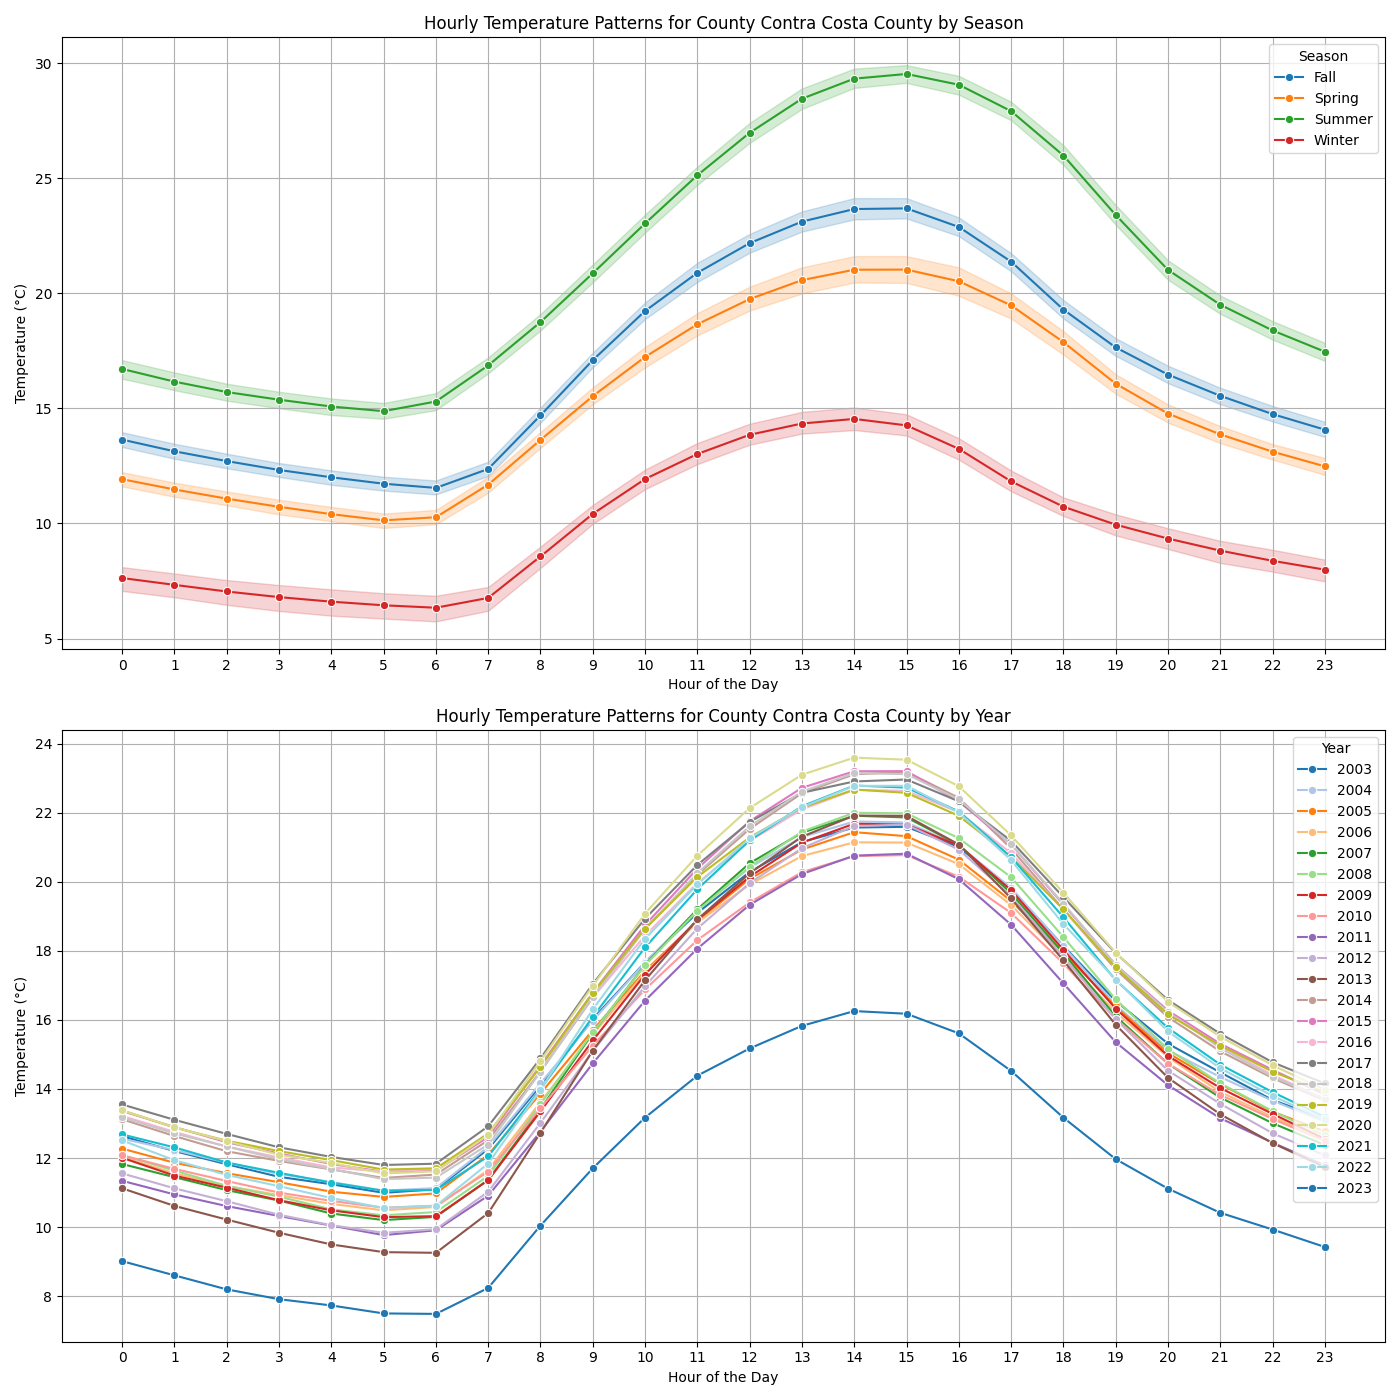 Hourly Temperature Patterns for County Contra Costa County by Season
Temperature (°C)
30
25
20
15
10
5
Season
Fall
Spring
Summer
Winter
0 1 2 3 4 5 6 7 8 9 10 11 12 13 14 15 16 17 18 19 20 21 22 23
Hour of the Day
Hourly Temperature Patterns for County Contra Costa County by Year
Temperature (°C)
24
22
20
18
16
14
12
10
8
Year
2003
2004
2005
2006
2007
2008
2009
2010
2011
2012
2013
2014
2015
2016
2017
2018
2019
2020
2021
2022
2023
0 1 2 3 4 5 6 7 8 9 10 11 12 13 14 15 16 17 18 19 20 21 22 23
Hour of the Day